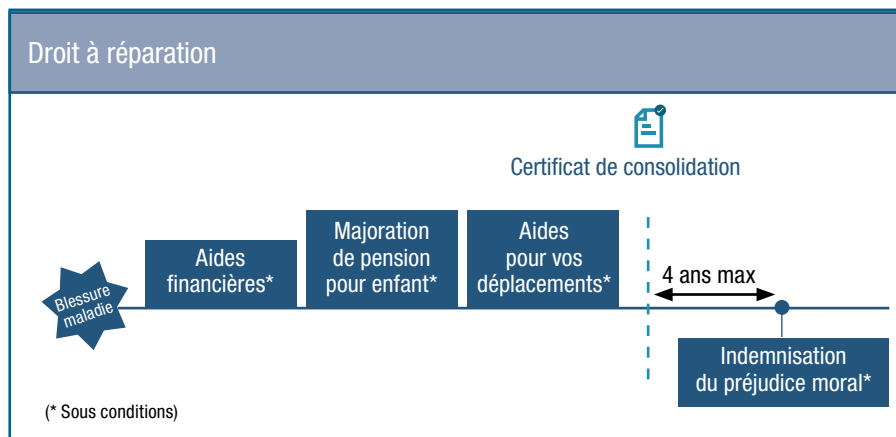 Droit à réparation
Certificat de consolidation
Aides
financières*
Majoration
de pension
pour enfant*
Aides
pour vos
déplacements*
4 ans max
Blessure
maladie
Indemnisation
du préjudice moral*
(* Sous conditions)